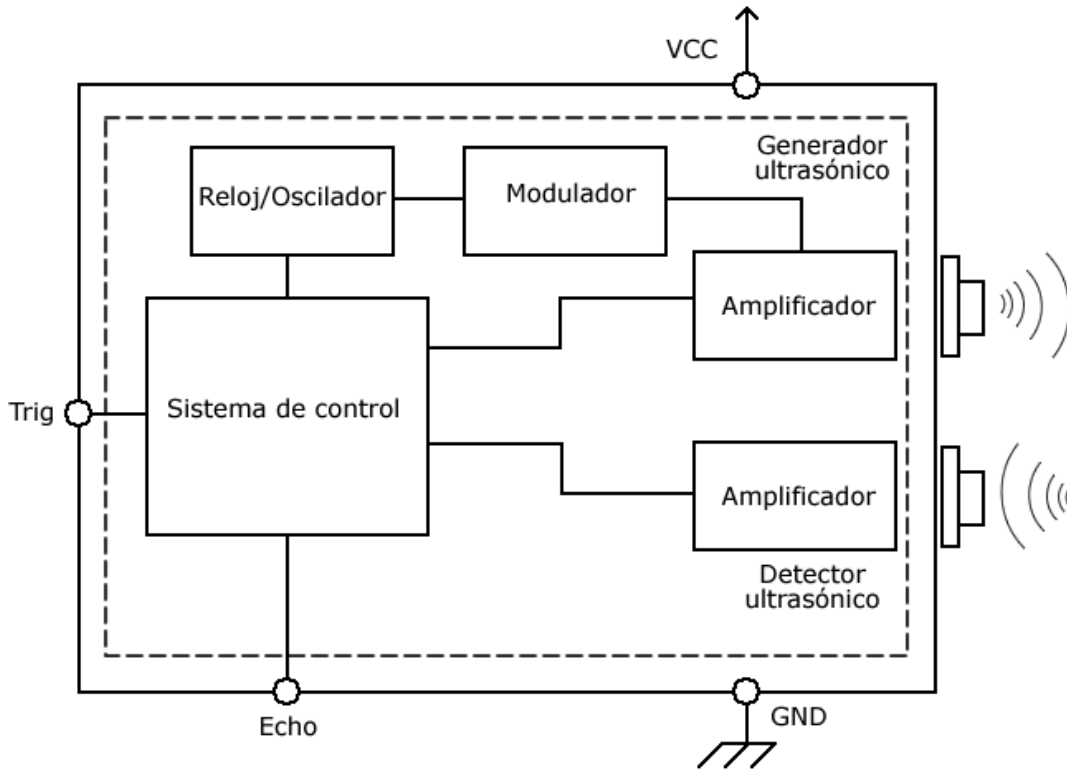 VCC
Generador
ultrasónico
Reloj/Oscilador
Modulador
Amplificador
Trig
Sistema de control
Amplificador
Detector
ultrasónico
Echo
GND